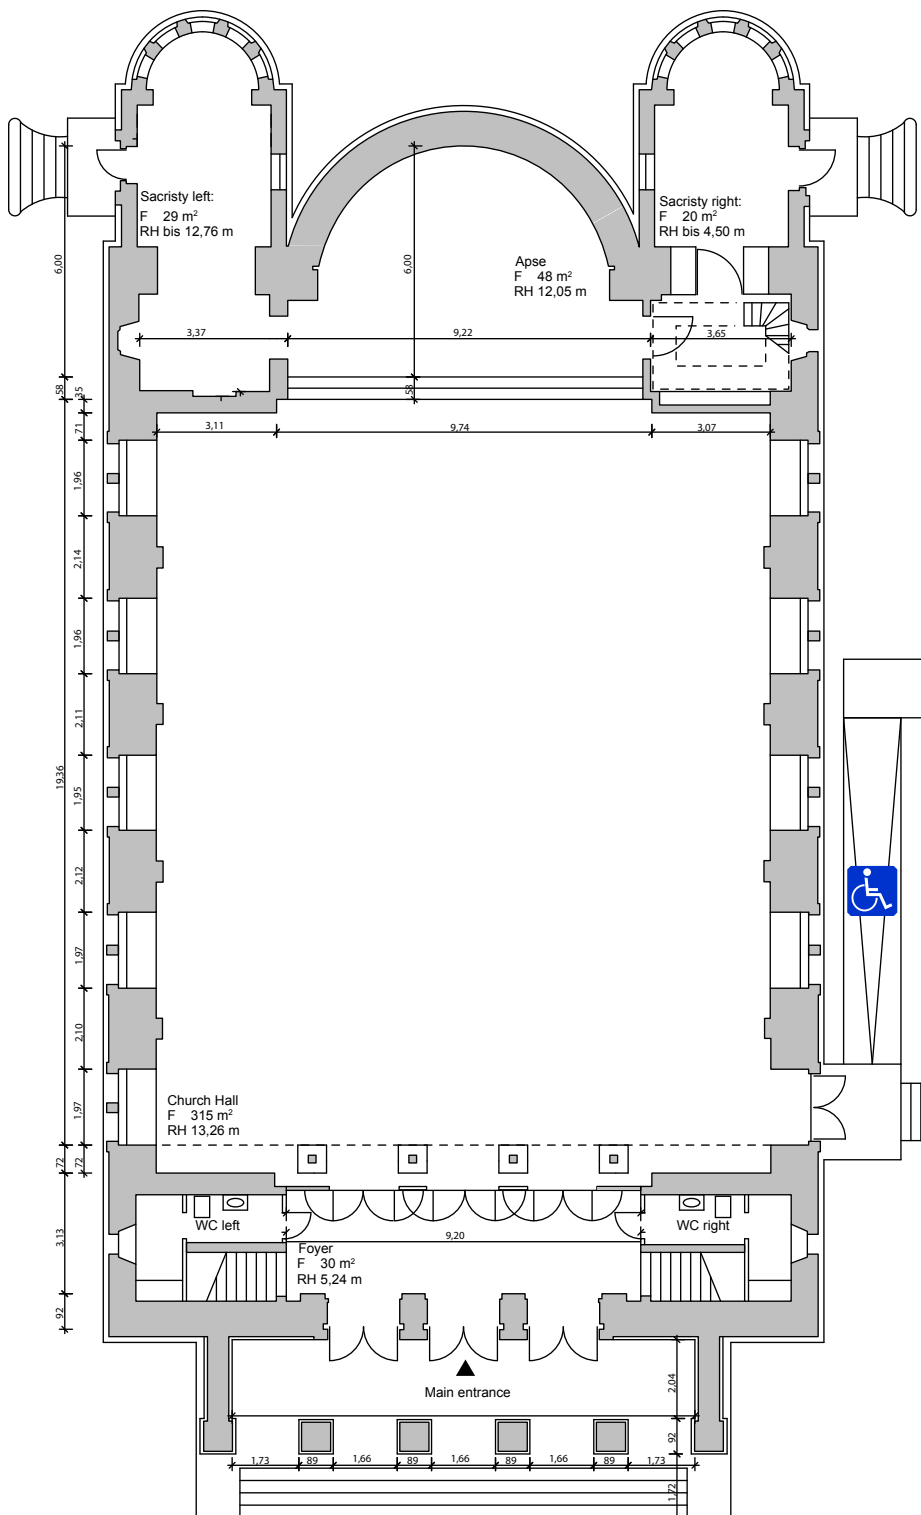 Sacristy left:
F 29 m²
RH bis 12,76 m
Sacristy right:
F 20 m²
RH bis 4,50 m
Apse
F 48 m²
RH 12,05 m
6,00
6,00
3,37
9,22
3,65
58
35
58
71
3,11
9,74
3,07
1,96
2,14
1,96
2,11
19,36
1,95
2,12
1,97
2,10
1,97
Church Hall
F 315 m²
RH 13,26 m
72
72
WC left
WC right
3,13
9,20
Foyer
F 30 m²
RH 5,24 m
92
2,04
Main entrance
92
1,73
89
1,66
89
1,66
89
1,66
89
1,73
1,72